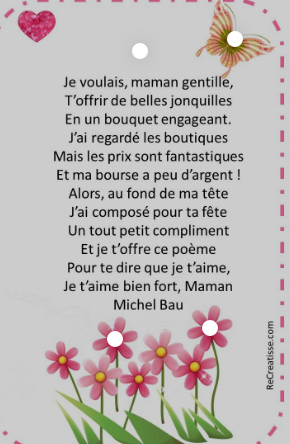 Je voulais, maman gentille,
T’offrir de belles jonquilles
En un bouquet engageant.
J’ai regardé les boutiques
Mais les prix sont fantastiques
Et ma bourse a peu d’argent !
Alors, au fond de ma tête
J’ai composé pour ta fête
Un tout petit compliment
Et je t’offre ce poème
Pour te dire que je t’aime,
Je t’aime bien fort, Maman
Michel Bau
ReCreatisse.com